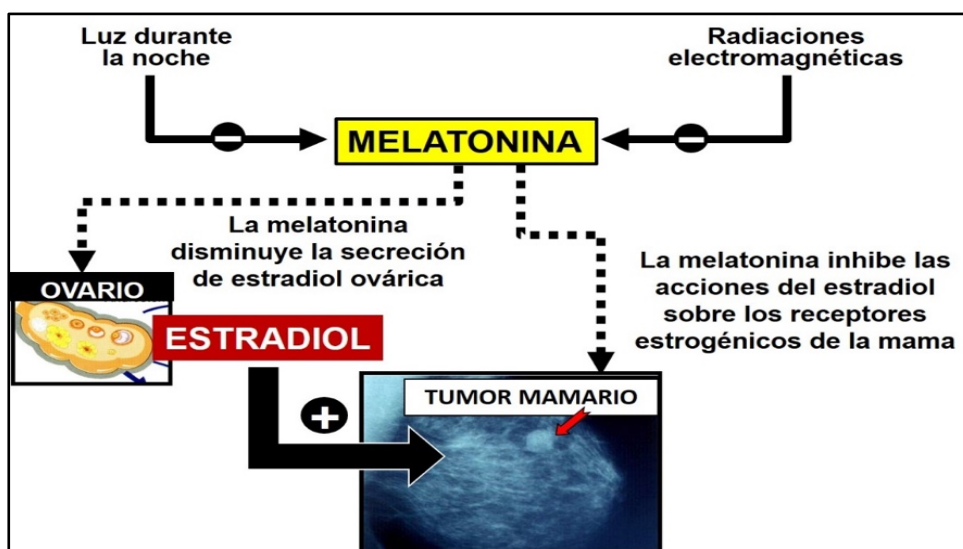 Luz durante
la noche
Radiaciones
electromagnéticas
MELATONINA
La melatonina
disminuye la secreción
de estradiol ovárica
La melatonina inhibe las
acciones del estradiol
sobre los receptores
estrogénicos de la mama
OVARIO
ESTRADIOL
TUMOR MAMARIO